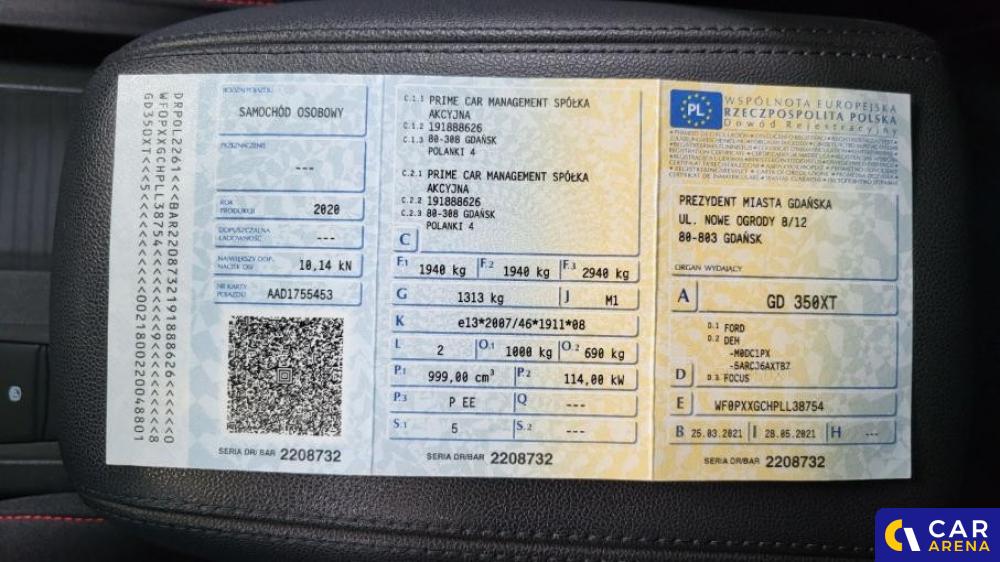 DRPOL2261<<<BAR22087321918888626<<<<<O
WF0PXXGCHPLL38754<<<<<<<<<<<9<<<<<<<<8
GD350XT<<<5<<<<<<<<<<<<002180022004880 1
RODZAJ POJAZDU
SAMOCHÓD OSOBOWY
PRZEZNACZENIE
---
ROK PRODUKCJI 2020
DOPUSZCZALNA ŁADOWNOŚĆ ---
NAJWIĘKSZY DOP. NACISK OSI 10,14 kN
NR KARTY POJAZDU AAD1755453
SERIA DR/BAR 2208732
C.1.1 PRIME CAR MANAGEMENT SPÓŁKA
AKCYJNA
C.1.2 191888626
C.1.3 80-308 GDAŃSK
POLANKI 4
C.2.1 PRIME CAR MANAGEMENT SPÓŁKA
AKCYJNA
C.2.2 191888626
C.2.3 80-308 GDAŃSK
POLANKI 4
C
F.1 1940 kg F.2 1940 kg F.3 2940 kg
G 1313 kg J M1
K e13*2007/46*1911*08
L 2 O.1 1000 kg O.2 690 kg
P.1 999,00 cm³ P.2 114,00 kW
P.3 P EE Q ---
S.1 5 S.2 ---
SERIA DR/BAR 2208732
PL
WSPÓLNOTA EUROPEJSKA
RZECZPOSPOLITA POLSKA
Dowód Rejestracyjny
PREZYDENT MIASTA GDAŃSKA
UL. NOWE OGRODY 8/12
80-803 GDAŃSK
ORGAN WYDAJĄCY
A GD 350XT
D.1 FORD
D.2 DEH
-M0DC1PX
-5ARCJ6AXTBZ
D D.3 FOCUS
E WF0PXXGCHPLL38754
B 25.03.2021 I 28.05.2021 H ---
SERIA DR/BAR 2208732
CAR
ARENA